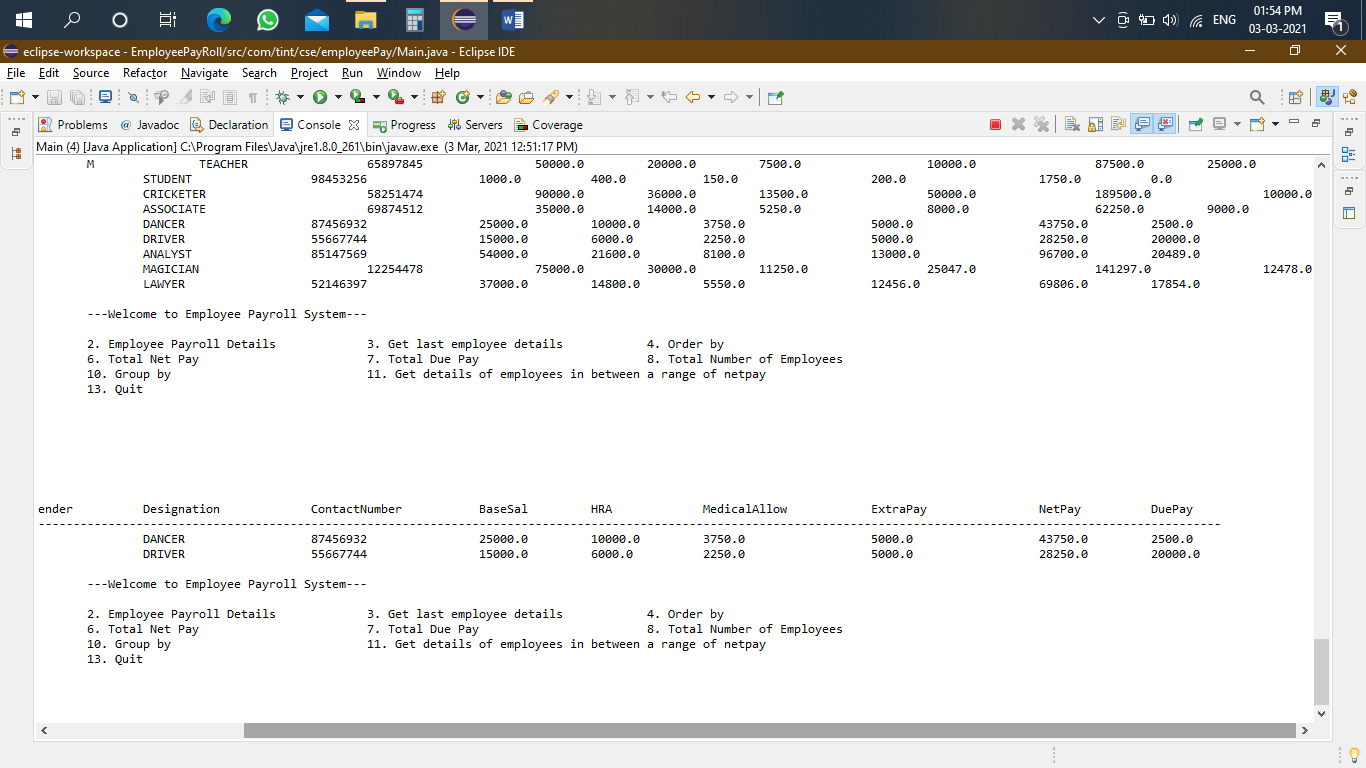 01:54 PM
ENG
03-03-2021
1
eclipse-workspace - EmployeePayRoll/src/com/tint/cse/employeePay/Main.java - Eclipse IDE
File Edit Source Refactor Navigate Search Project Run Window Help
Problems @ Javadoc Declaration Console Progress Servers Coverage
Main (4) [Java Application] C:\Program Files\Java\jre1.8.0_261\bin\javaw.exe (3 Mar, 2021 12:51:17 PM)
M TEACHER 65897845 50000.0 20000.0 7500.0 10000.0 87500.0 25000.0
STUDENT 98453256 1000.0 400.0 150.0 200.0 1750.0 0.0
CRICKETER 58251474 90000.0 36000.0 13500.0 50000.0 189500.0 10000.0
ASSOCIATE 69874512 35000.0 14000.0 5250.0 8000.0 62250.0 9000.0
DANCER 87456932 25000.0 10000.0 3750.0 5000.0 43750.0 2500.0
DRIVER 55667744 15000.0 6000.0 2250.0 5000.0 28250.0 20000.0
ANALYST 85147569 54000.0 21600.0 8100.0 13000.0 96700.0 20489.0
MAGICIAN 12254478 75000.0 30000.0 11250.0 25047.0 141297.0 12478.0
LAWYER 52146397 37000.0 14800.0 5550.0 12456.0 69806.0 17854.0
---Welcome to Employee Payroll System---
2. Employee Payroll Details 3. Get last employee details 4. Order by
6. Total Net Pay 7. Total Due Pay 8. Total Number of Employees
10. Group by 11. Get details of employees in between a range of netpay
13. Quit
ender Designation ContactNumber BaseSal HRA MedicalAllow ExtraPay NetPay DuePay
DANCER 87456932 25000.0 10000.0 3750.0 5000.0 43750.0 2500.0
DRIVER 55667744 15000.0 6000.0 2250.0 5000.0 28250.0 20000.0
---Welcome to Employee Payroll System---
2. Employee Payroll Details 3. Get last employee details 4. Order by
6. Total Net Pay 7. Total Due Pay 8. Total Number of Employees
10. Group by 11. Get details of employees in between a range of netpay
13. Quit